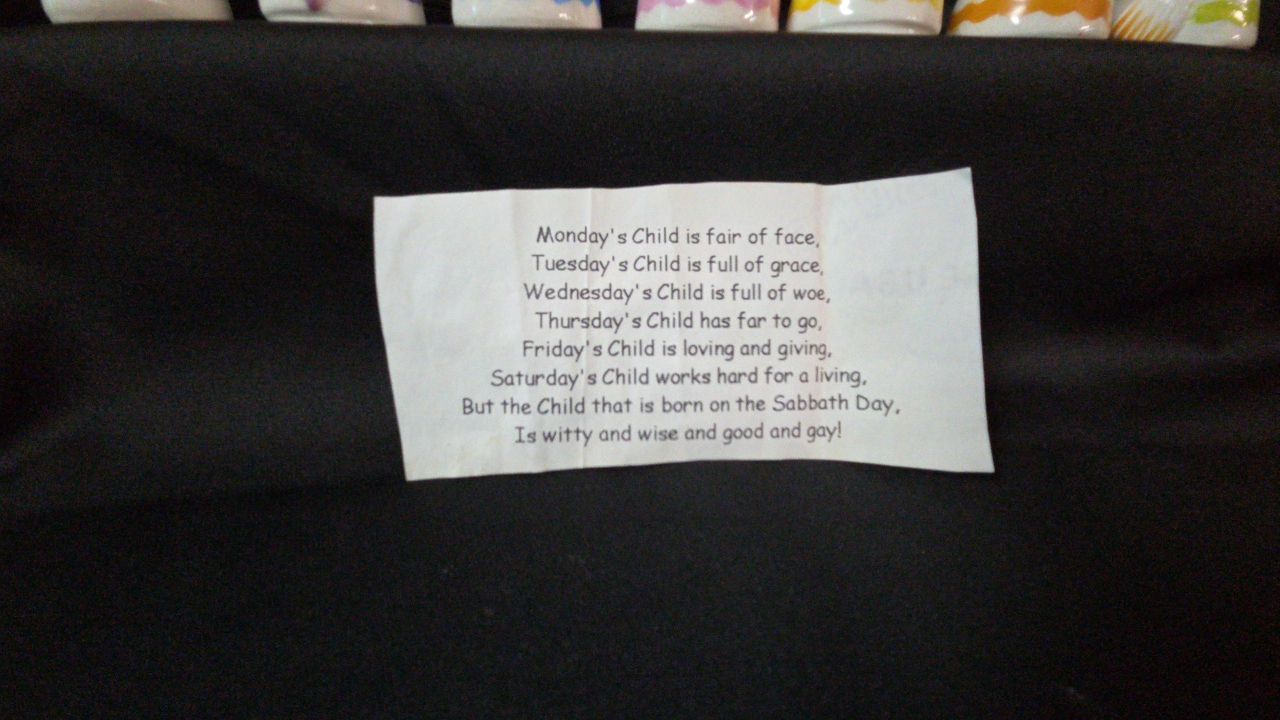 Monday's Child is fair of face,
Tuesday's Child is full of grace,
Wednesday's Child is full of woe,
Thursday's Child has far to go,
Friday's Child is loving and giving,
Saturday's Child works hard for a living,
But the Child that is born on the Sabbath Day,
Is witty and wise and good and gay!